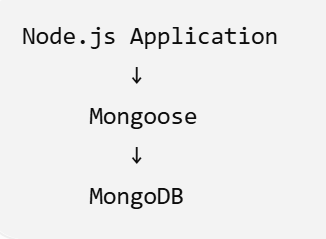 Node.js Application
↓
Mongoose
↓
MongoDB